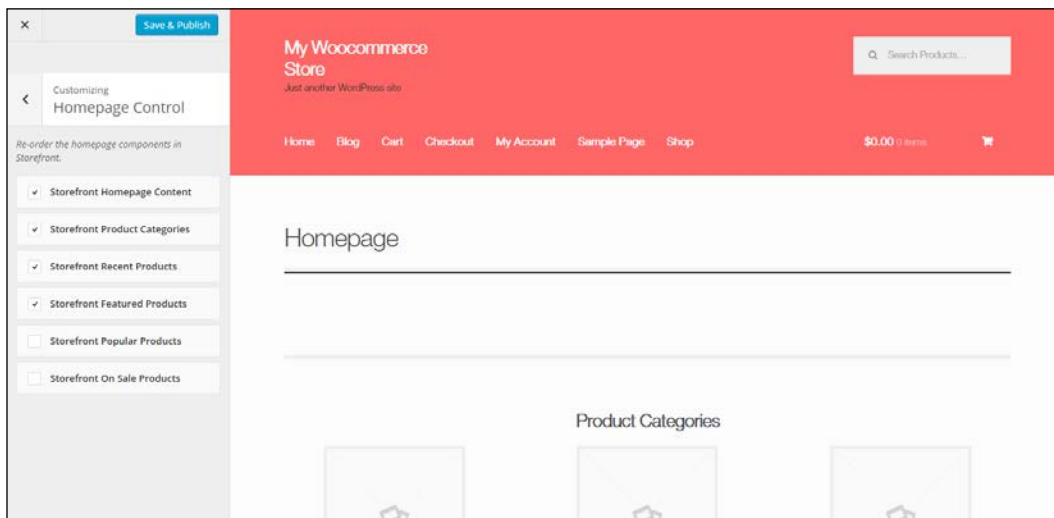 Save & Publish
Customizing
Homepage Control
Re-order the homepage components in
Storefront.
Storefront Homepage Content
Storefront Product Categories
Storefront Recent Products
Storefront Featured Products
Storefront Popular Products
Storefront On Sale Products
My Woocommerce
Store
Just another WordPress site
Search Products...
Home Blog Cart Checkout My Account Sample Page Shop $0.00 0 items
Homepage
Product Categories